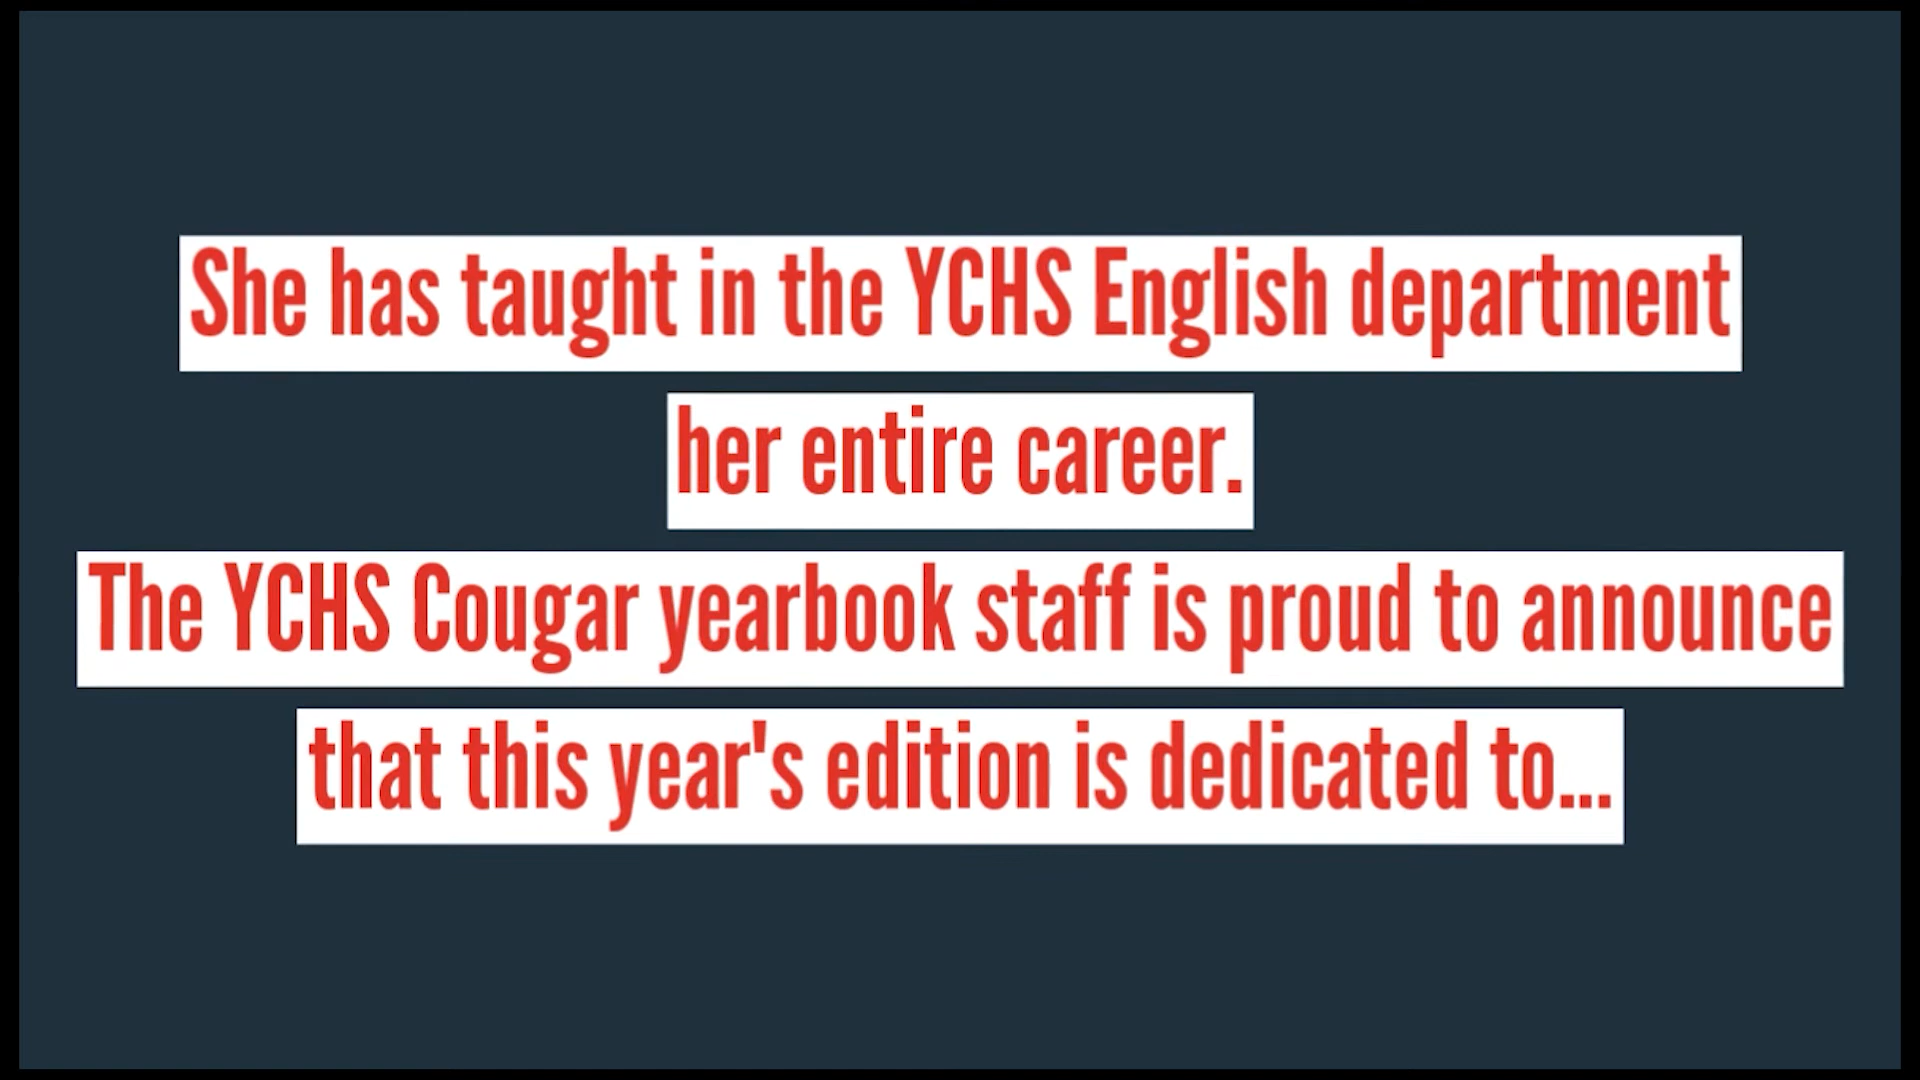 She has taught in the YCHS English department
her entire career.
The YCHS Cougar yearbook staff is proud to announce
that this year's edition is dedicated to...